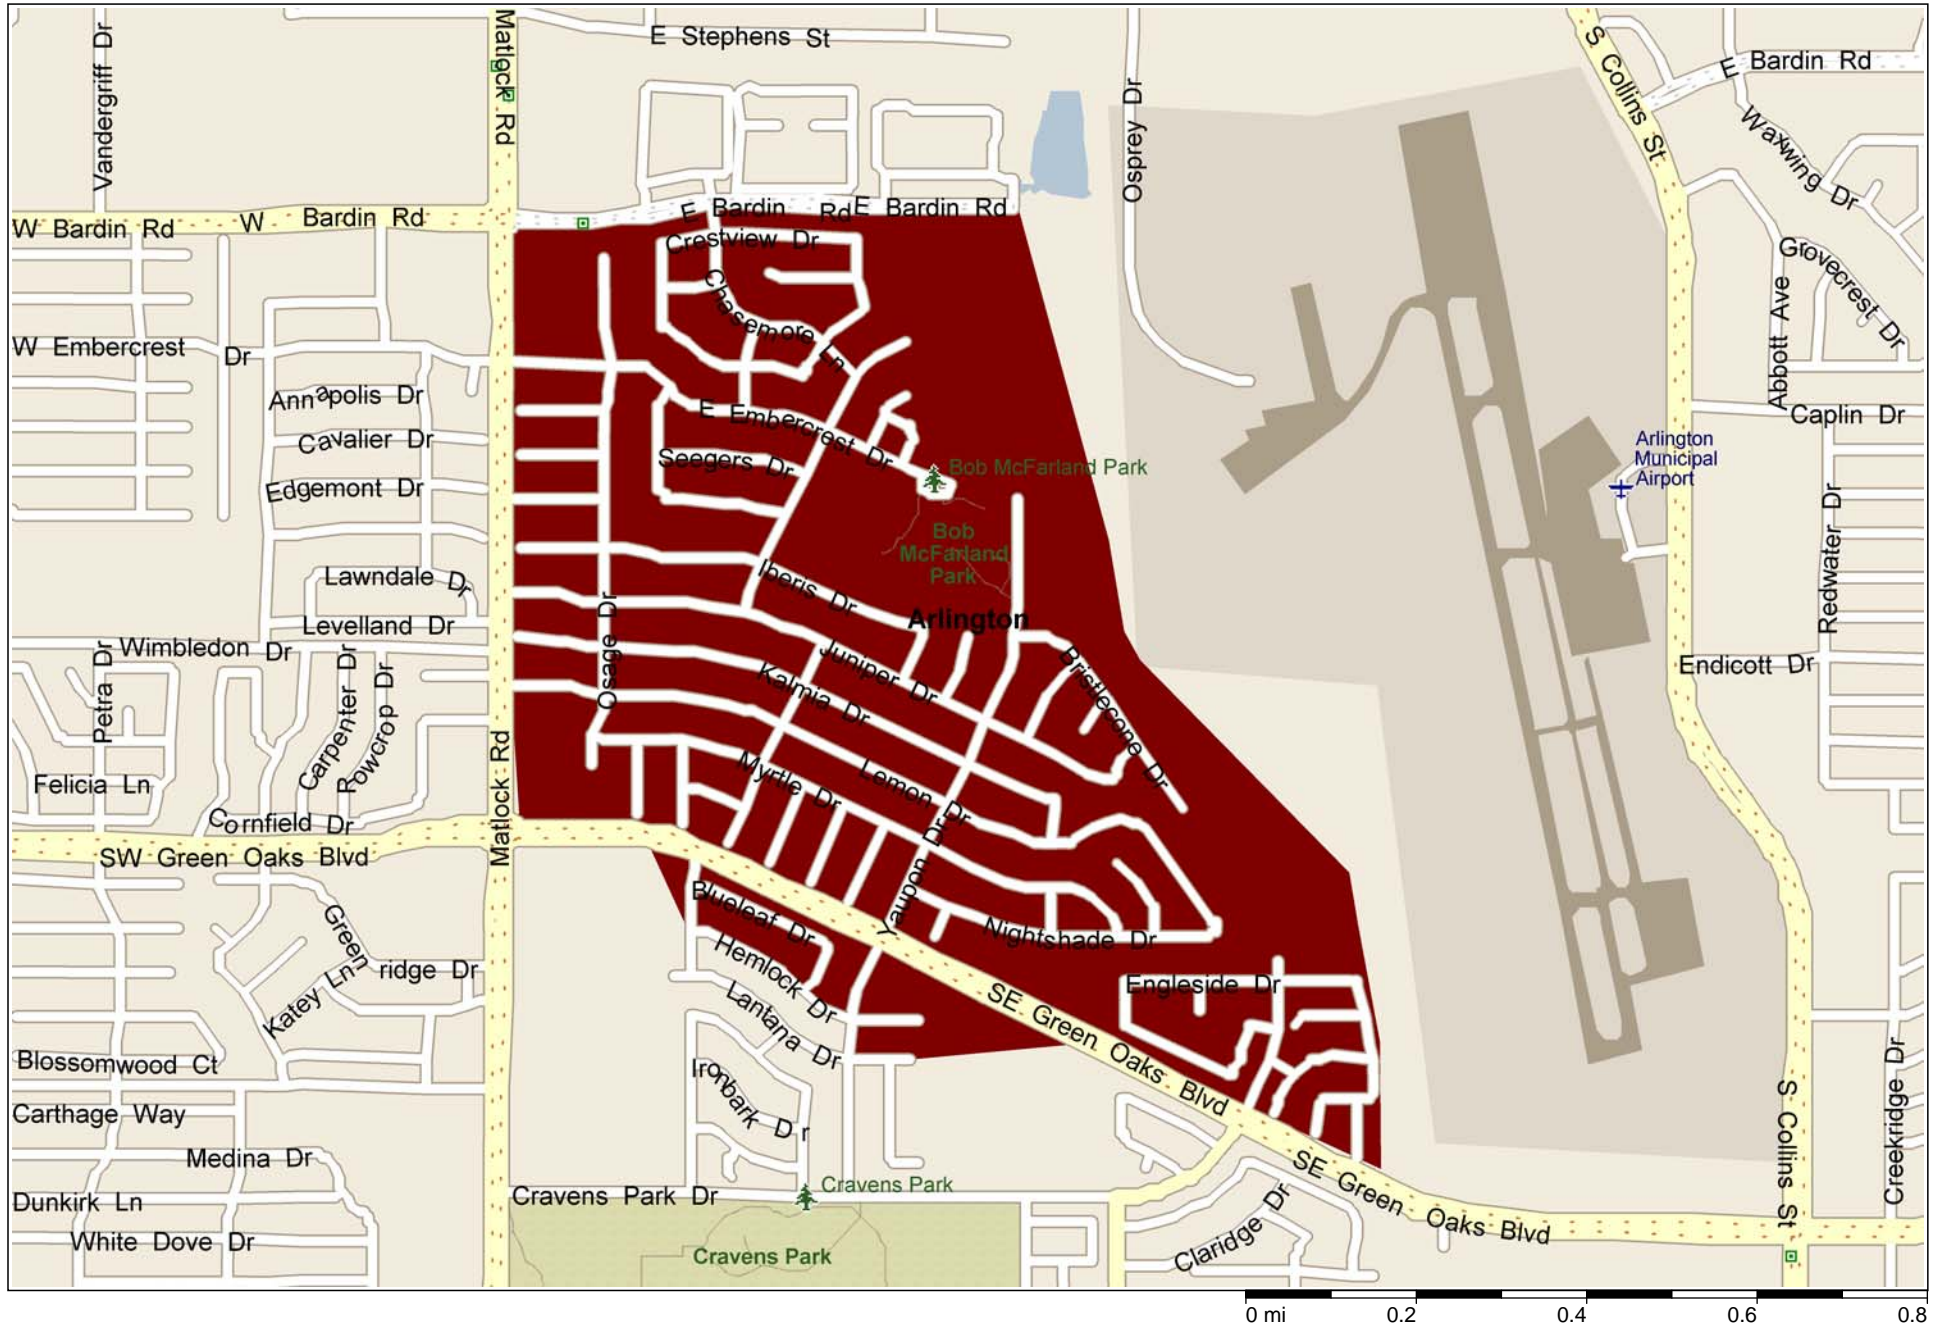 Vandergriff Dr
Matlock Rd
E Stephens St
Osprey Dr
S Collins St
E Bardin Rd
Waxwing Dr
W Bardin Rd
W Bardin Rd
E Bardin Rd
E Bardin Rd
Crestview Dr
Grovecrest Dr
Abbott Ave
Chasemore Ln
W Embercrest Dr
Annapolis Dr
E Embercrest Dr
Caplin Dr
Cavalier Dr
Seegers Dr
Bob McFarland Park
Arlington
Municipal
Airport
Edgemont Dr
Bob
McFarland
Park
Redwater Dr
Lawndale Dr
Iberis Dr
Arlington
Levelland Dr
Osage Dr
Wimbledon Dr
Petra Dr
Carpenter Dr
Rowcrop Dr
Juniper Dr
Kalmia Dr
Bristlecone Dr
Endicott Dr
Matlock Rd
Felicia Ln
Myrtle Dr
Lemon Dr
Cornfield Dr
SW Green Oaks Blvd
Yaupon Dr
Blueleaf Dr
Nightshade Dr
Green ridge Dr
Katey Ln
Hemlock Dr
Engleside Dr
Lantana Dr
SE Green Oaks Blvd
Blossomwood Ct
Ironbark Dr
Carthage Way
S Collins St
Creekridge Dr
Medina Dr
SE Green Oaks Blvd
Cravens Park Dr
Cravens Park
Dunkirk Ln
Claridge Dr
White Dove Dr
Cravens Park
0 mi 0.2 0.4 0.6 0.8